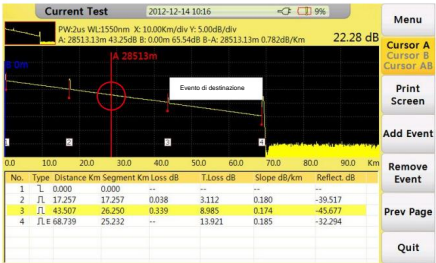 Current Test 2012-12-14 10:16 9%
PW:2us WL:1550nm X: 10.00Km/div Y: 5.00dB/div
A: 28513.13m 43.25dB B: 0.00m 65.54dB B-A: 28513.13m 0.782dB/Km 22.28 dB
A 28513m
B 0m
Evento di destinazione
1 2 3 4
0.0 10.0 20.0 30.0 40.0 50.0 60.0 70.0 80.0 90.0 Km
No. Type Distance Km Segment Km Loss dB T.Loss dB Slope dB/km Reflect. dB
1 0.000 0.000 -- -- -- --
2 17.257 17.257 0.038 3.112 0.180 -39.517
3 43.507 26.250 0.339 8.985 0.174 -45.677
4 E 68.739 25.232 -- 13.921 0.185 -32.294
Menu
Cursor A
Cursor B
Cursor AB
Print
Screen
Add Event
Remove
Event
Prev Page
Quit